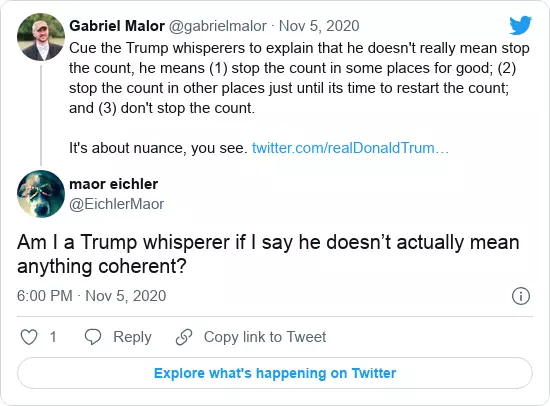 Gabriel Malor @gabrielmalor · Nov 5, 2020
Cue the Trump whisperers to explain that he doesn't really mean stop
the count, he means (1) stop the count in some places for good; (2)
stop the count in other places just until its time to restart the count;
and (3) don't stop the count.
It's about nuance, you see. twitter.com/realDonaldTrum…
maor eichler
@EichlerMaor
Am I a Trump whisperer if I say he doesn’t actually mean
anything coherent?
6:00 PM · Nov 5, 2020
1 Reply Copy link to Tweet
Explore what's happening on Twitter